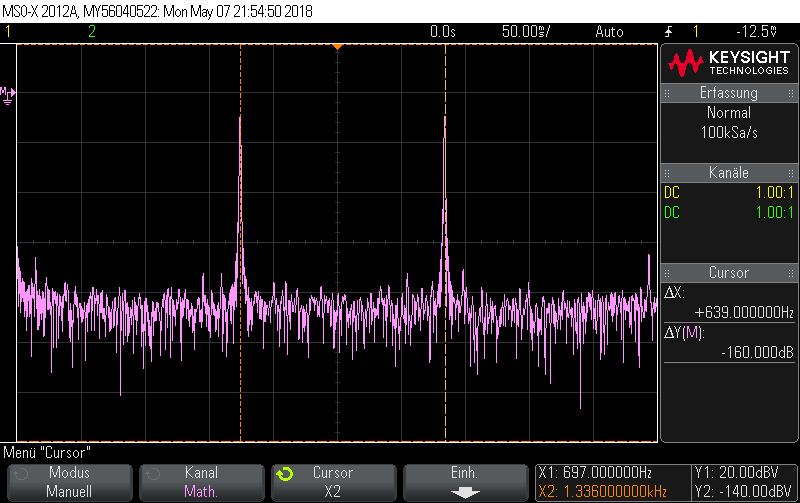 MSO-X 2012A, MY56040522: Mon May 07 21:54:50 2018
1 2 0.0s 50.00㎳/ Auto 1 -12.5⩒
M
KEYSIGHT
TECHNOLOGIES
Erfassung
Normal
100kSa/s
Kanäle
DC 1.00:1
DC 1.00:1
Cursor
ΔX:
+639.000000Hz
ΔY(M):
-160.000dB
Menü "Cursor"
Modus
Manuell
Kanal
Math.
Cursor
X2
Einh.
X1: 697.000000Hz
X2: 1.336000000kHz
Y1: 20.00dBV
Y2: -140.00dBV